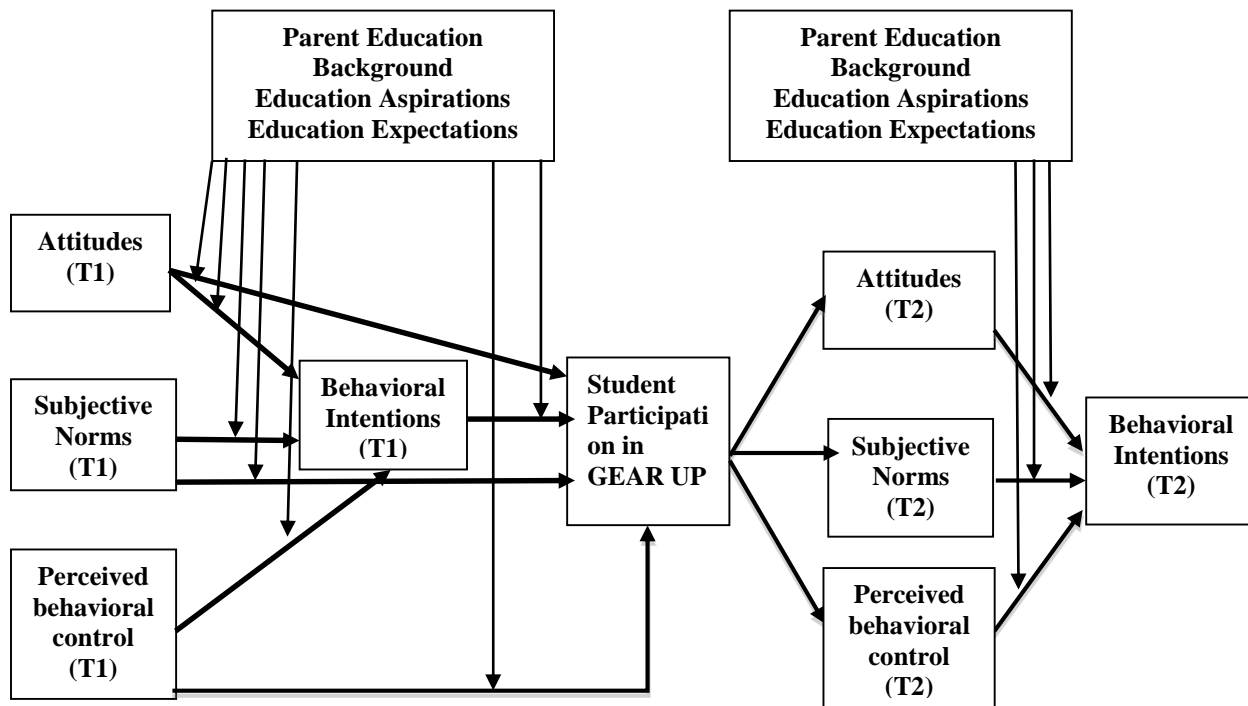 Parent Education
Background
Education Aspirations
Education Expectations
Parent Education
Background
Education Aspirations
Education Expectations
Attitudes
(T1)
Subjective
Norms
(T1)
Perceived
behavioral
control
(T1)
Behavioral
Intentions
(T1)
Student
Participati
on in
GEAR UP
Attitudes
(T2)
Subjective
Norms
(T2)
Perceived
behavioral
control
(T2)
Behavioral
Intentions
(T2)